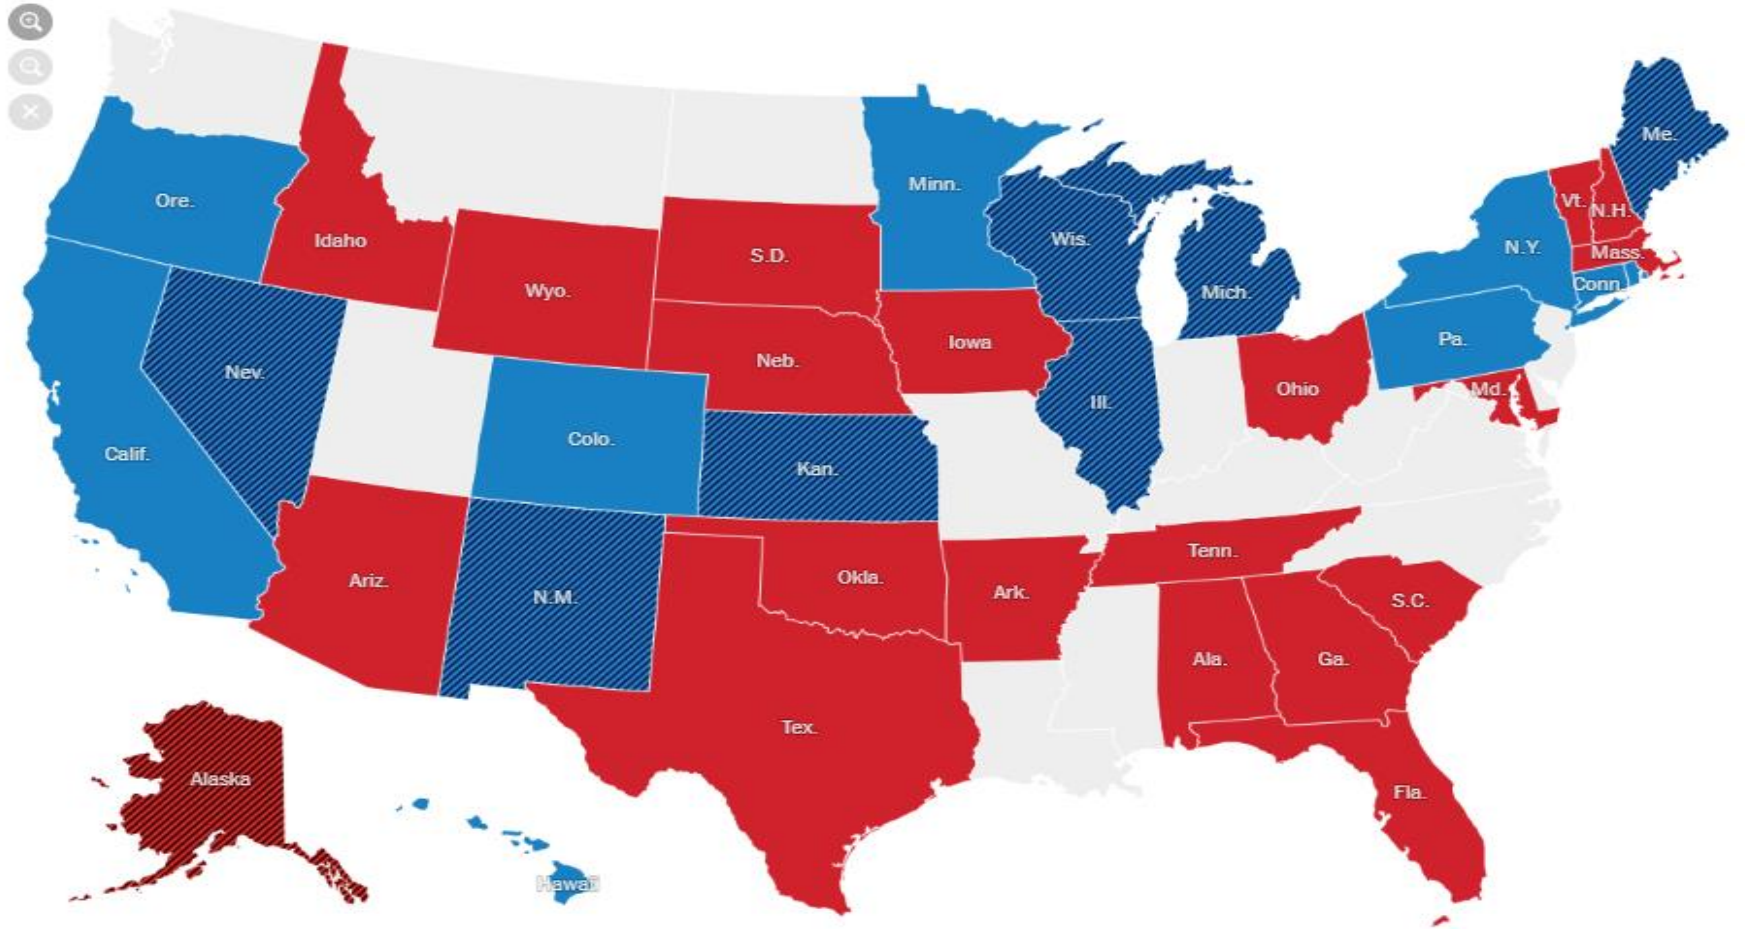 Me.
Minn.
Ore.
Vt.
N.H.
Wis.
Idaho
N.Y.
Mass.
S.D.
Conn.
Wyo.
Mich.
Pa.
Iowa
Neb.
Nev.
Ohio
Md.
Ill.
Colo.
Calif.
Kan.
Tenn.
Okla.
Ariz.
Ark.
N.M.
S.C.
Ala.
Ga.
Tex.
Alaska
Fla.
Hawaii